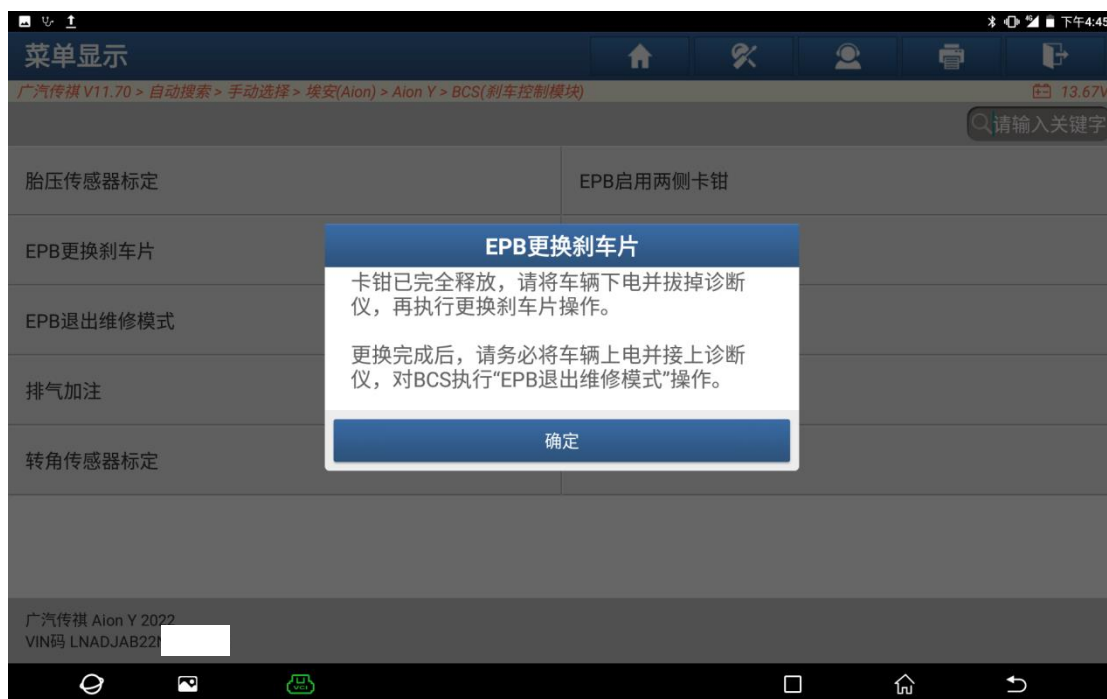 下午4:45
菜单显示
广汽传祺 V11.70 > 自动搜索 > 手动选择 > 埃安(Aion) > Aion Y > BCS(刹车控制模块)
13.67V
请输入关键字
胎压传感器标定
EPB启用两侧卡钳
EPB更换刹车片
EPB更换刹车片
卡钳已完全释放，请将车辆下电并拔掉诊断
仪，再执行更换刹车片操作。
更换完成后，请务必将车辆上电并接上诊断
仪，对BCS执行“EPB退出维修模式”操作。
确定
EPB退出维修模式
排气加注
转角传感器标定
广汽传祺 Aion Y 2022
VIN码 LNADJAB22
VCI